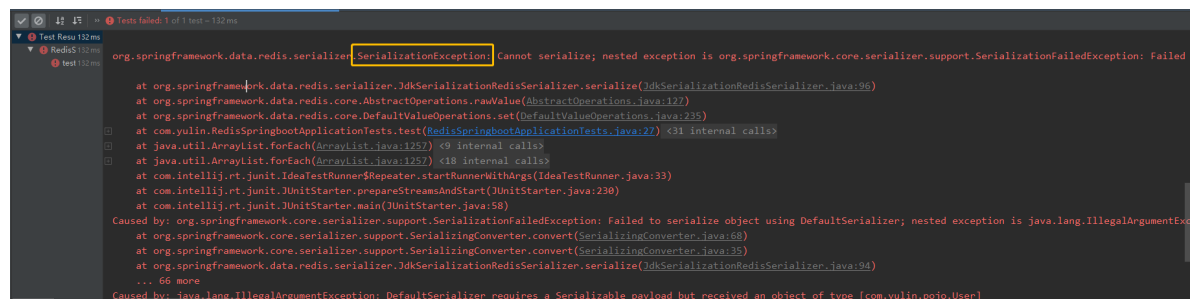 Tests failed: 1 of 1 test – 132 ms
Test Resu 132 ms
RedisS 132 ms
test 132 ms
org.springframework.data.redis.serializer.SerializationException: Cannot serialize; nested exception is org.springframework.core.serializer.support.SerializationFailedException: Failed
at org.springframework.data.redis.serializer.JdkSerializationRedisSerializer.serialize(JdkSerializationRedisSerializer.java:96)
at org.springframework.data.redis.core.AbstractOperations.rawValue(AbstractOperations.java:127)
at org.springframework.data.redis.core.DefaultValueOperations.set(DefaultValueOperations.java:235)
at com.yulin.RedisSpringbootApplicationTests.test(RedisSpringbootApplicationTests.java:27) <31 internal calls>
at java.util.ArrayList.forEach(ArrayList.java:1257) <9 internal calls>
at java.util.ArrayList.forEach(ArrayList.java:1257) <18 internal calls>
at com.intellij.rt.junit.IdeaTestRunner$Repeater.startRunnerWithArgs(IdeaTestRunner.java:33)
at com.intellij.rt.junit.JUnitStarter.prepareStreamsAndStart(JUnitStarter.java:230)
at com.intellij.rt.junit.JUnitStarter.main(JUnitStarter.java:58)
Caused by: org.springframework.core.serializer.support.SerializationFailedException: Failed to serialize object using DefaultSerializer; nested exception is java.lang.IllegalArgumentExc
at org.springframework.core.serializer.support.SerializingConverter.convert(SerializingConverter.java:68)
at org.springframework.core.serializer.support.SerializingConverter.convert(SerializingConverter.java:35)
at org.springframework.data.redis.serializer.JdkSerializationRedisSerializer.serialize(JdkSerializationRedisSerializer.java:94)
... 66 more
Caused by: java.lang.IllegalArgumentException: DefaultSerializer requires a Serializable payload but received an object of type [com.yulin.pojo.User]